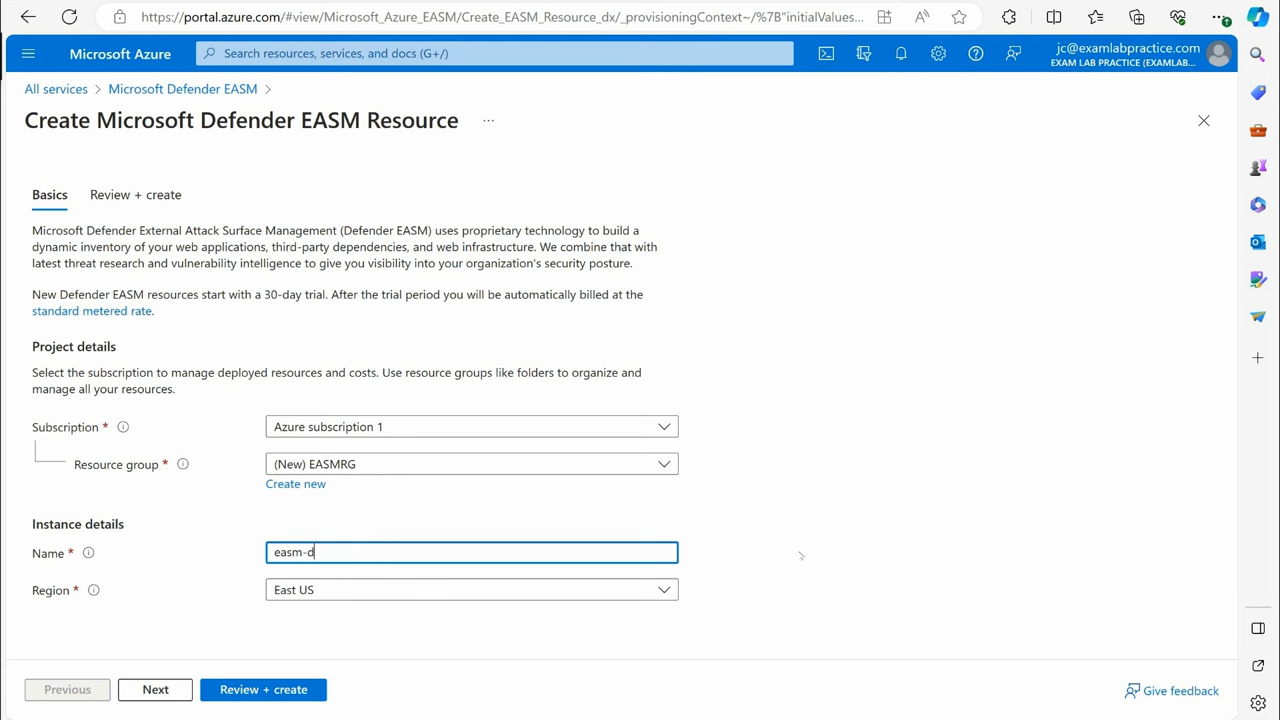 https://portal.azure.com/#view/Microsoft_Azure_EASM/Create_EASM_Resource_dx/_provisioningContext~/%7B"initialValues...
Microsoft Azure
Search resources, services, and docs (G+/)
jc@examlabpractice.com
EXAM LAB PRACTICE (EXAMLAB...
All services > Microsoft Defender EASM >
Create Microsoft Defender EASM Resource ...
Basics Review + create
Microsoft Defender External Attack Surface Management (Defender EASM) uses proprietary technology to build a
dynamic inventory of your web applications, third-party dependencies, and web infrastructure. We combine that with
latest threat research and vulnerability intelligence to give you visibility into your organization's security posture.
New Defender EASM resources start with a 30-day trial. After the trial period you will be automatically billed at the
standard metered rate.
Project details
Select the subscription to manage deployed resources and costs. Use resource groups like folders to organize and
manage all your resources.
Subscription * Azure subscription 1
Resource group * (New) EASMRG
Create new
Instance details
Name * easm-d
Region * East US
Previous Next Review + create Give feedback